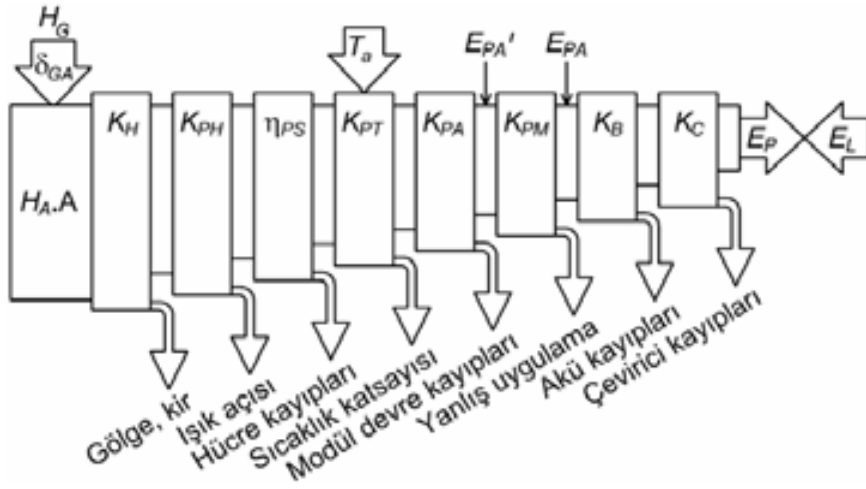 H_G
δ_GA
T_a
E_PA'
E_PA
K_H
K_PH
η_PS
K_PT
K_PA
K_PM
K_B
K_C
E_P
E_L
H_A.A
Gölge, kir
Işık açısı
Hücre kayıpları
Sıcaklık katsayısı
Modül devre kayıpları
Yanlış uygulama
Akü kayıpları
Çevirici kayıpları